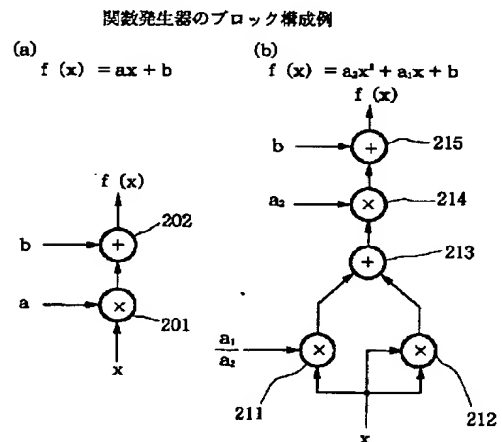 関数発生器のブロック構成例
(a)
f (x) = ax + b
f (x)
202
b
+
a
×
201
x
(b)
f (x) = a₂x² + a₁x + b
f (x)
b
+
215
a₂
×
214
+
213
a₁
a₂
×
×
211
212
x